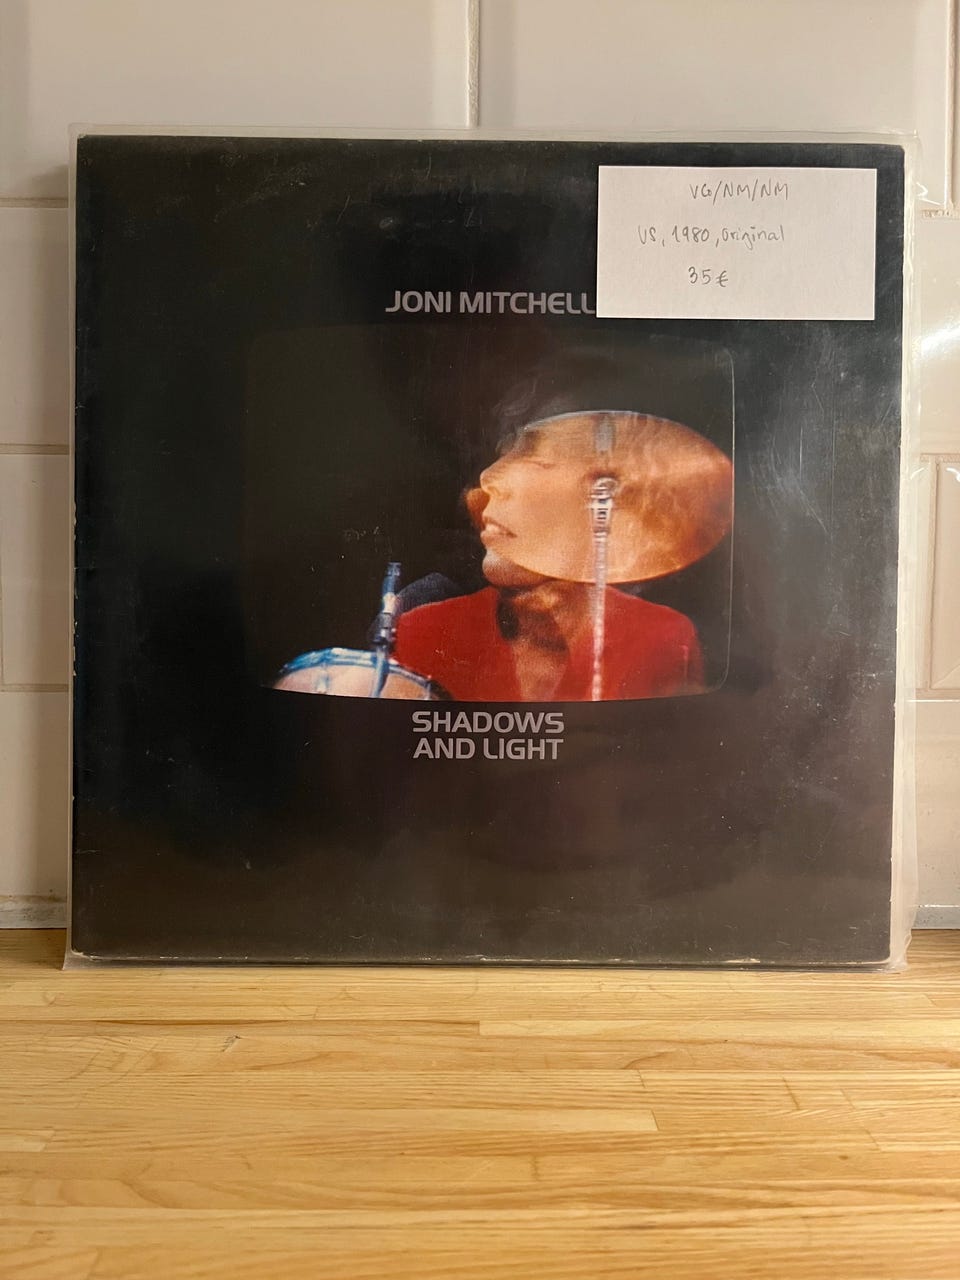 VG/NM/NM
US, 1980, original
35€
JONI MITCHELL
SHADOWS
AND LIGHT